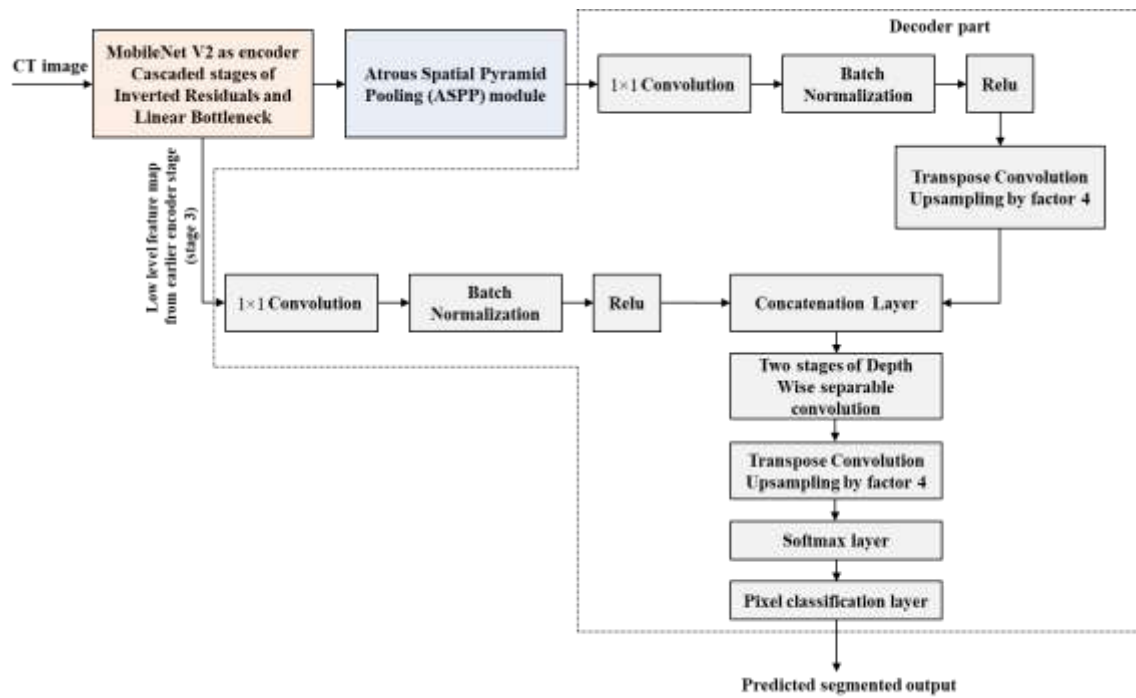 Decoder part
CT image
MobileNet V2 as encoder
Cascaded stages of
Inverted Residuals and
Linear Bottleneck
Atrous Spatial Pyramid
Pooling (ASPP) module
1×1 Convolution
Batch
Normalization
Relu
Transpose Convolution
Upsampling by factor 4
Low level feature map
from earlier encoder stage
(stage 3)
1×1 Convolution
Batch
Normalization
Relu
Concatenation Layer
Two stages of Depth
Wise separable
convolution
Transpose Convolution
Upsampling by factor 4
Softmax layer
Pixel classification layer
Predicted segmented output